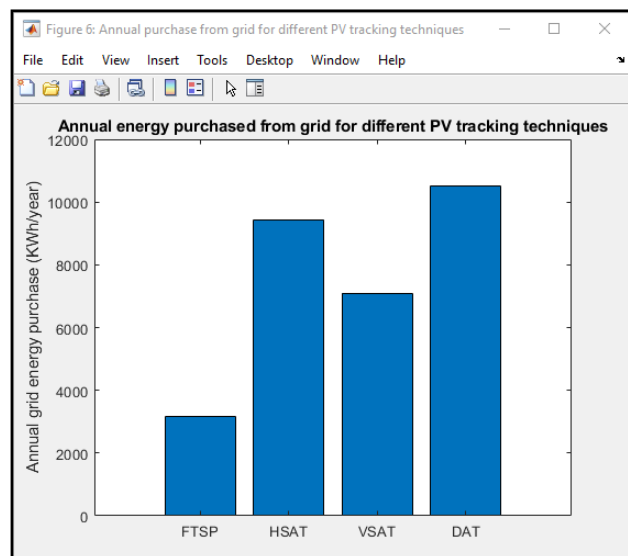 Figure 6: Annual purchase from grid for different PV tracking techniques
File Edit View Insert Tools Desktop Window Help
Annual energy purchased from grid for different PV tracking techniques
Annual grid energy purchase (KWh/year)
12000
10000
8000
6000
4000
2000
0
FTSP HSAT VSAT DAT